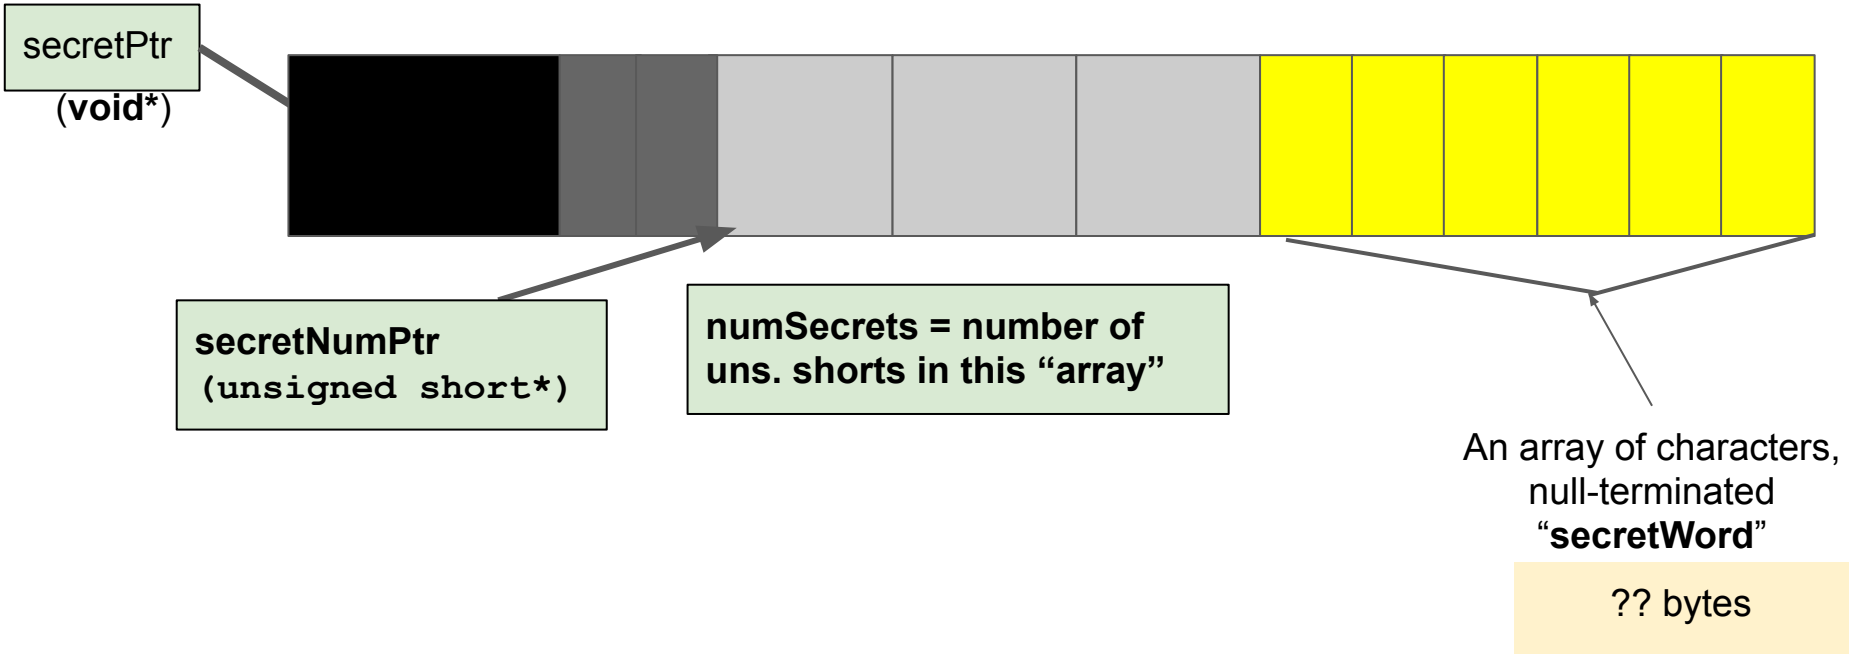 secretPtr
(void*)
secretNumPtr
(unsigned short*)
numSecrets = number of
uns. shorts in this “array”
An array of characters,
null-terminated
“secretWord”
?? bytes